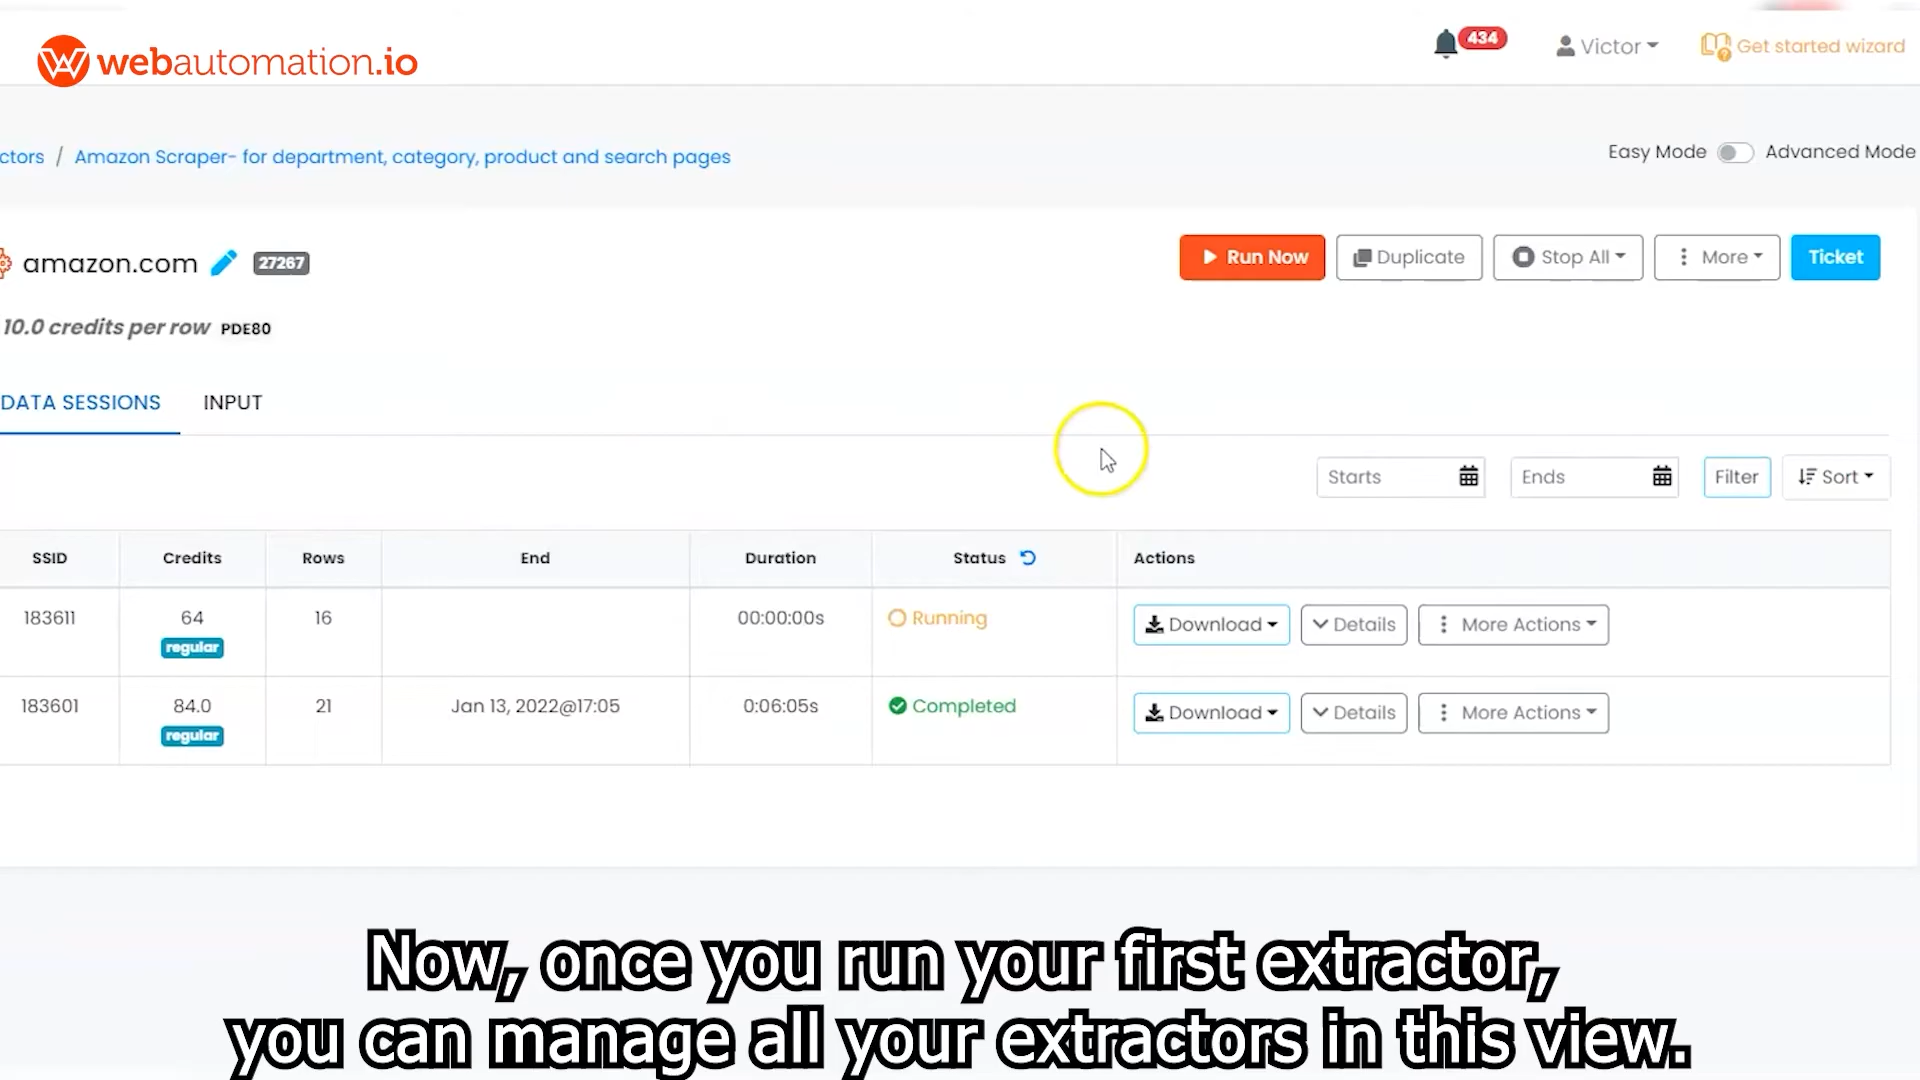 webautomation.io
434
Victor
Get started wizard
ctors / Amazon Scraper- for department, category, product and search pages
Easy Mode
Advanced Mode
amazon.com
27267
Run Now
Duplicate
Stop All
More
Ticket
10.0 credits per row PDE80
DATA SESSIONS
INPUT
Starts
Ends
Filter
Sort
SSID Credits Rows End Duration Status Actions
183611 64 16 00:00:00s Running Download Details More Actions
regular
183601 84.0 21 Jan 13, 2022@17:05 0:06:05s Completed Download Details More Actions
regular
Now, once you run your first extractor,
you can manage all your extractors in this view.